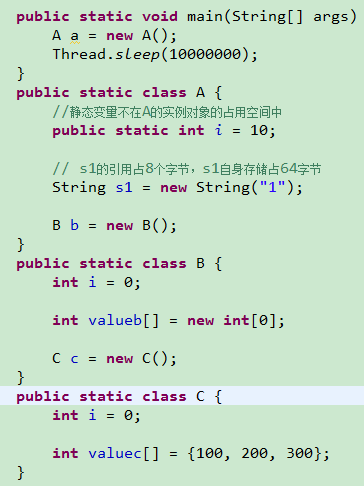 public static void main(String[] args)
A a = new A();
Thread.sleep(10000000);
}
public static class A {
//静态变量不在A的实例对象的占用空间中
public static int i = 10;
// s1的引用占8个字节，s1自身存储占64字节
String s1 = new String("1");
B b = new B();
}
public static class B {
int i = 0;
int valueb[] = new int[0];
C c = new C();
}
public static class C {
int i = 0;
int valuec[] = {100, 200, 300};
}